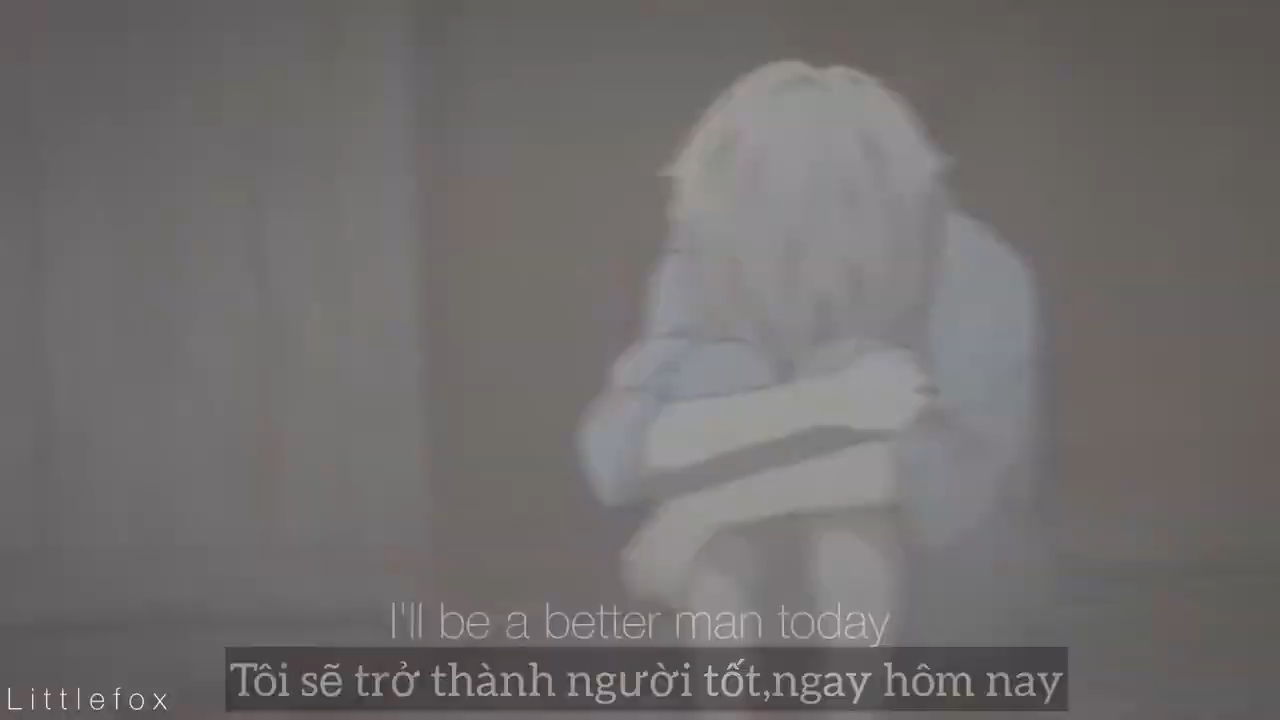 I'll be a better man today
Tôi sẽ trở thành người tốt,ngay hôm nay
Littlefox